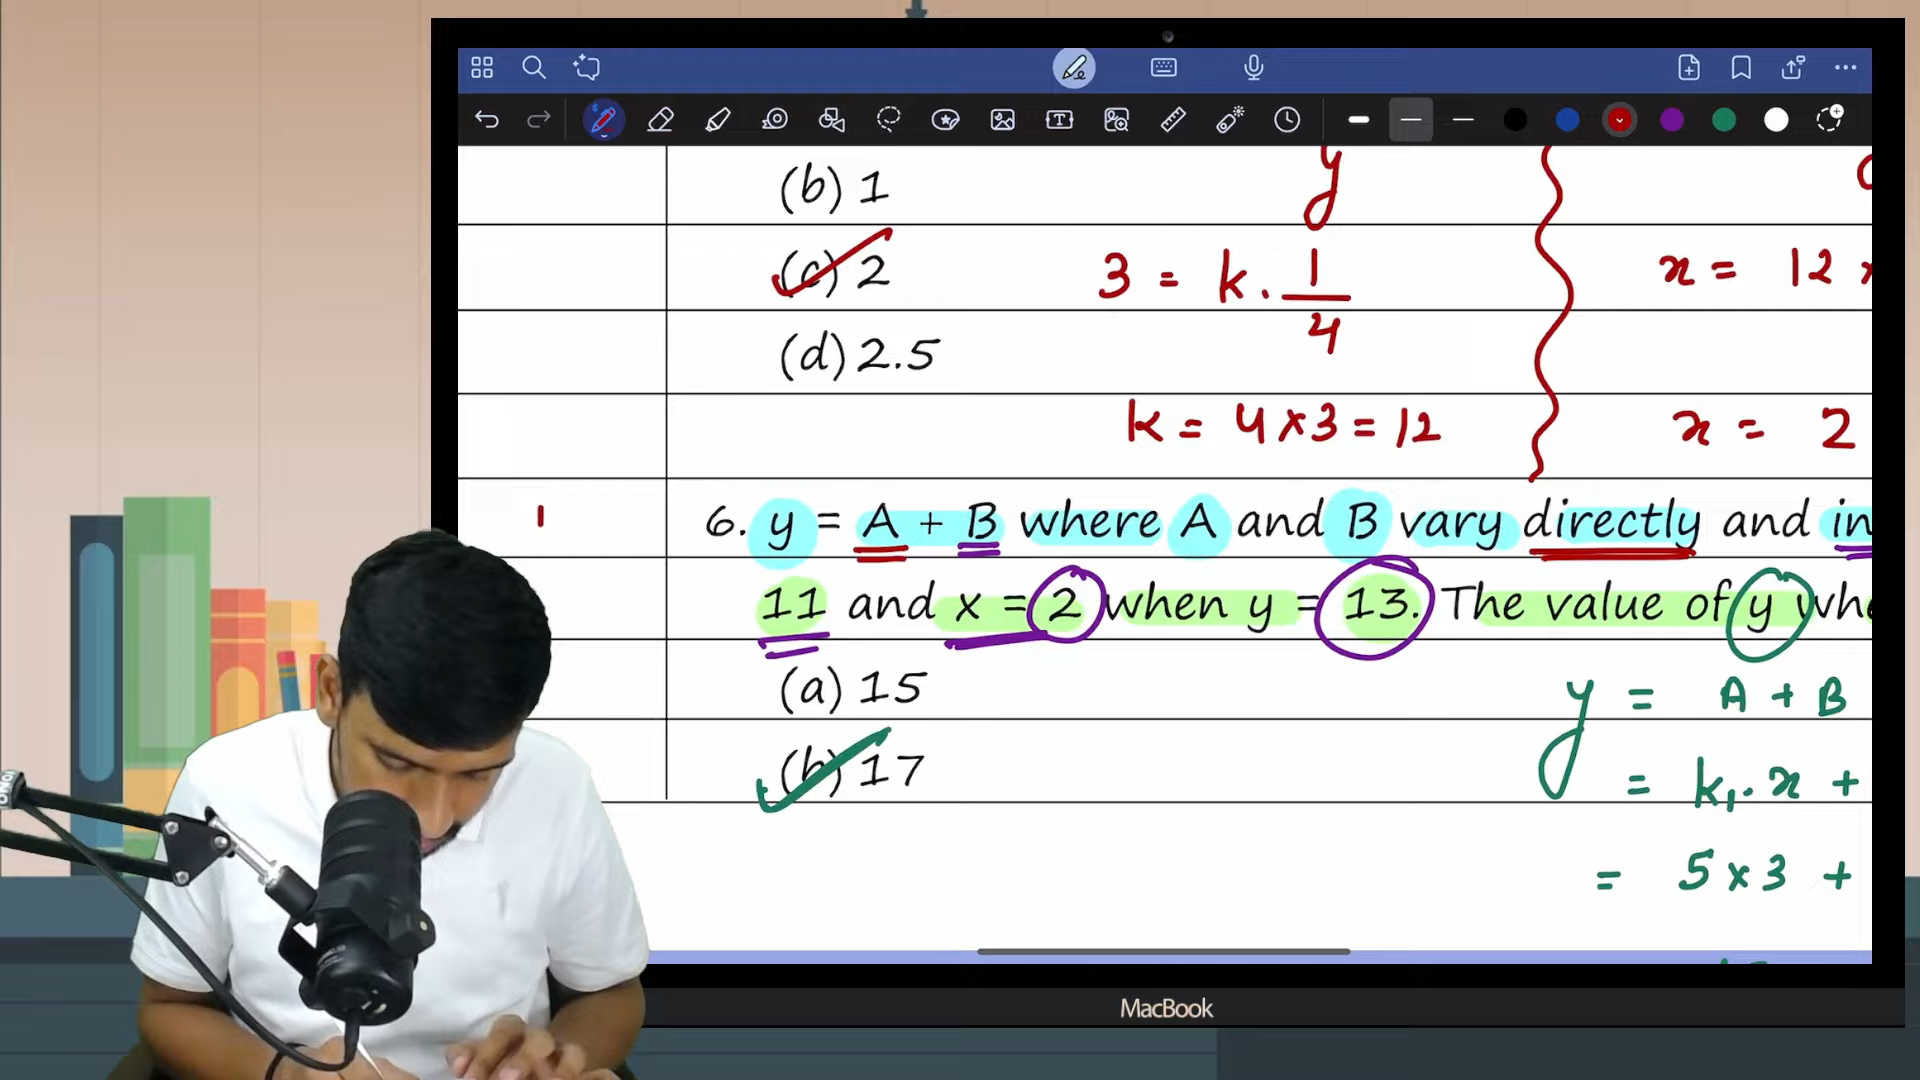 y
(b) 1
(c) 2
3 = k . 1/4
x = 12 x
(d) 2.5
k = 4 x 3 = 12
x = 2
1
6. y = A + B where A and B vary directly and in
11 and x = 2 when y = 13. The value of y whe
(a) 15
y = A + B
(b) 17
= k₁. x +
= 5 x 3 +
MacBook